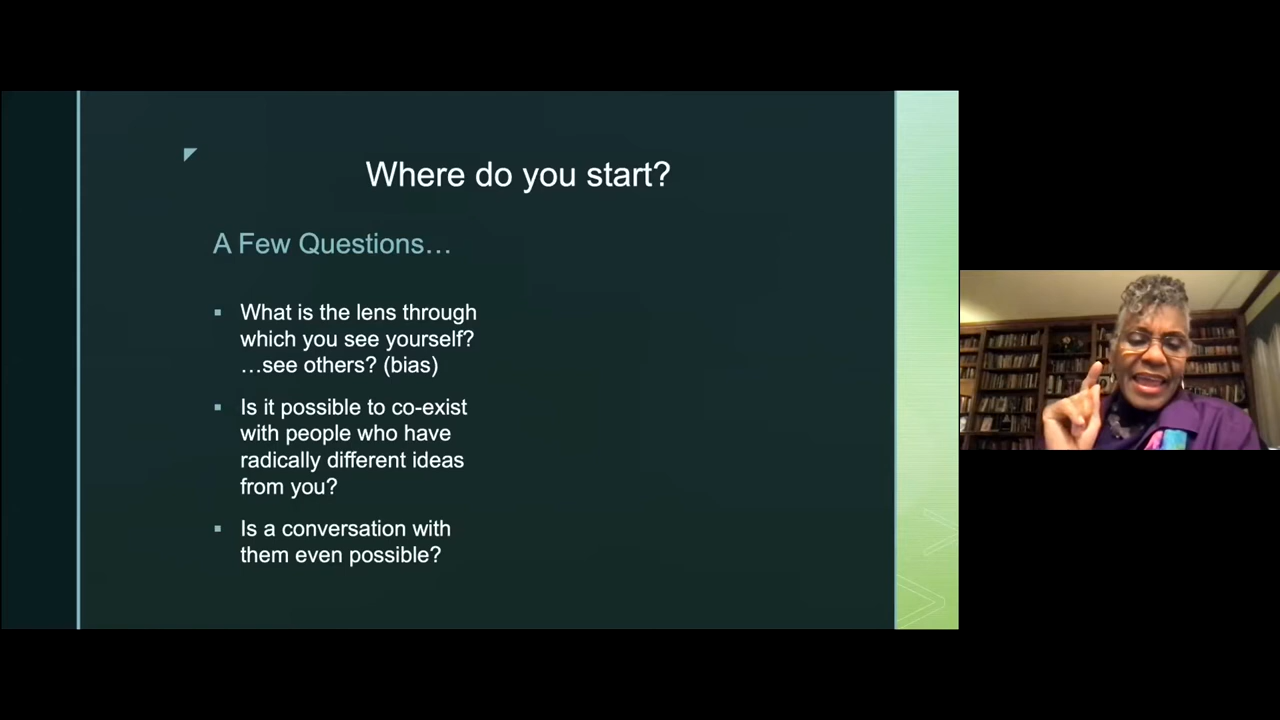 Where do you start?
A Few Questions…
▪ What is the lens through
which you see yourself?
…see others? (bias)
▪ Is it possible to co-exist
with people who have
radically different ideas
from you?
▪ Is a conversation with
them even possible?